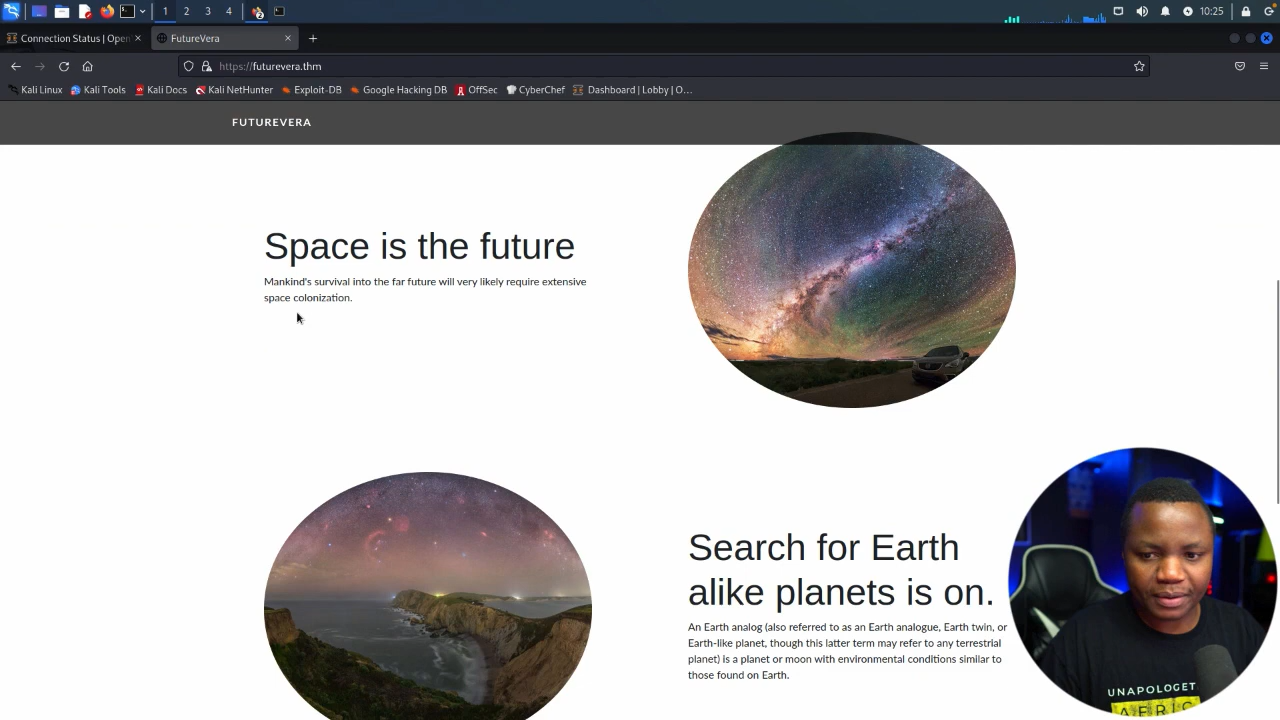 1 2 3 4 2 10:25
Connection Status | Open FutureVera
https://futurevera.thm
Kali Linux Kali Tools Kali Docs Kali NetHunter Exploit-DB Google Hacking DB OffSec CyberChef Dashboard | Lobby | O...
FUTUREVERA
Space is the future
Mankind's survival into the far future will very likely require extensive
space colonization.
Search for Earth
alike planets is on.
An Earth analog (also referred to as an Earth analogue, Earth twin, or
Earth-like planet, though this latter term may refer to any terrestrial
planet) is a planet or moon with environmental conditions similar to
those found on Earth.
UNAPOLOGET
AFRIC